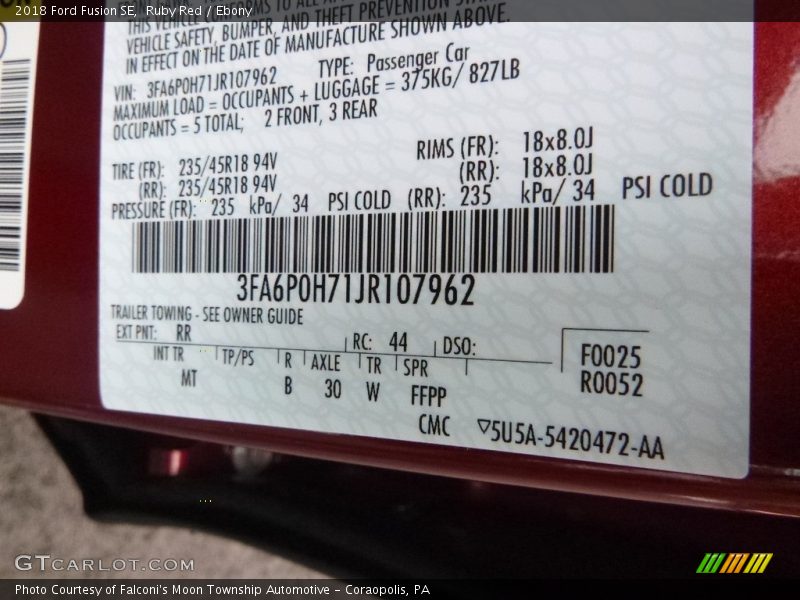 2018 Ford Fusion SE, Ruby Red / Ebony
VEHICLE SAFETY, BUMPER, AND THEFT PREVENTION
IN EFFECT ON THE DATE OF MANUFACTURE SHOWN ABOVE.
VIN: 3FA6P0H71JR107962 TYPE: Passenger Car
MAXIMUM LOAD = OCCUPANTS + LUGGAGE = 375KG/ 827LB
OCCUPANTS = 5 TOTAL; 2 FRONT, 3 REAR
TIRE (FR): 235/45R18 94V RIMS (FR): 18x8.0J
(RR): 235/45R18 94V (RR): 18x8.0J
PRESSURE (FR): 235 kPa/ 34 PSI COLD (RR): 235 kPa/ 34 PSI COLD
3FA6P0H71JR107962
TRAILER TOWING - SEE OWNER GUIDE
EXT PNT: RR RC: 44 DSO:
INT TR TP/PS R AXLE TR SPR
MT B 30 W FFPP
F0025
R0052
CMC ▽5U5A-5420472-AA
GTCARLOT.COM
Photo Courtesy of Falconi's Moon Township Automotive – Coraopolis, PA